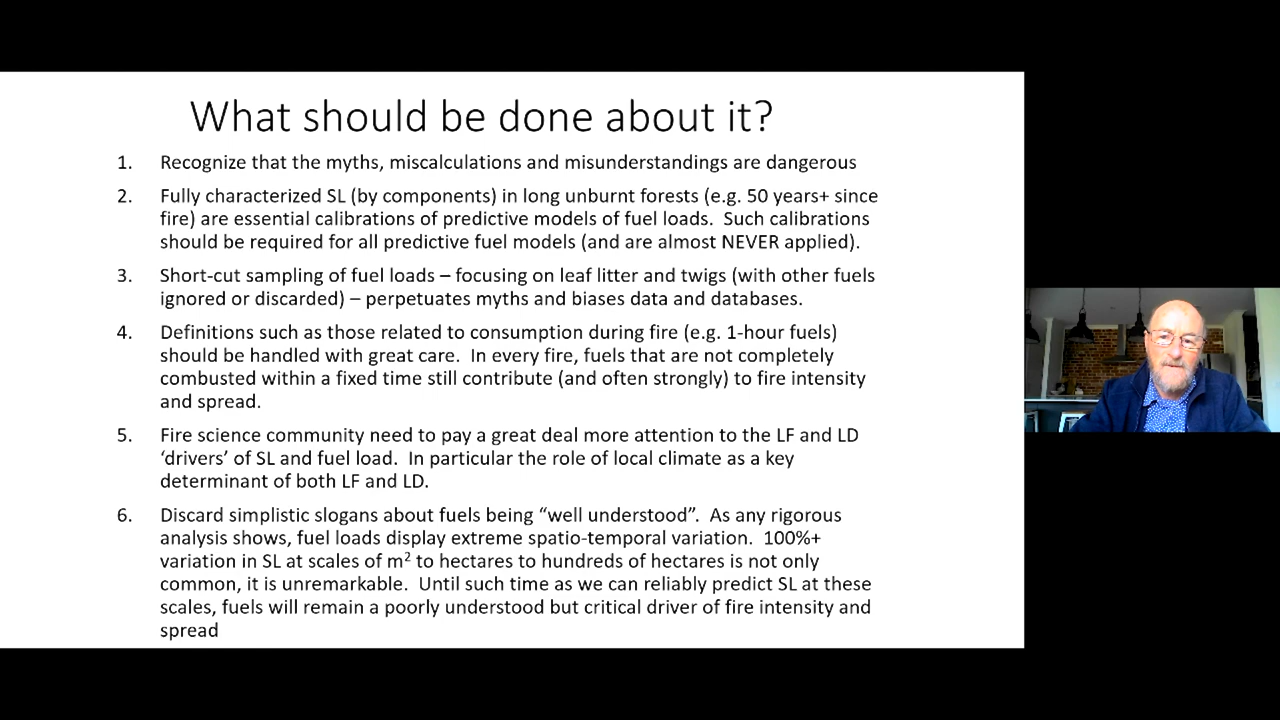 What should be done about it?
1. Recognize that the myths, miscalculations and misunderstandings are dangerous
2. Fully characterized SL (by components) in long unburnt forests (e.g. 50 years+ since
fire) are essential calibrations of predictive models of fuel loads.  Such calibrations
should be required for all predictive fuel models (and are almost NEVER applied).
3. Short-cut sampling of fuel loads – focusing on leaf litter and twigs (with other fuels
ignored or discarded) – perpetuates myths and biases data and databases.
4. Definitions such as those related to consumption during fire (e.g. 1-hour fuels)
should be handled with great care.  In every fire, fuels that are not completely
combusted within a fixed time still contribute (and often strongly) to fire intensity
and spread.
5. Fire science community need to pay a great deal more attention to the LF and LD
‘drivers’ of SL and fuel load.  In particular the role of local climate as a key
determinant of both LF and LD.
6. Discard simplistic slogans about fuels being “well understood”.  As any rigorous
analysis shows, fuel loads display extreme spatio-temporal variation.  100%+
variation in SL at scales of m² to hectares to hundreds of hectares is not only
common, it is unremarkable.  Until such time as we can reliably predict SL at these
scales, fuels will remain a poorly understood but critical driver of fire intensity and
spread